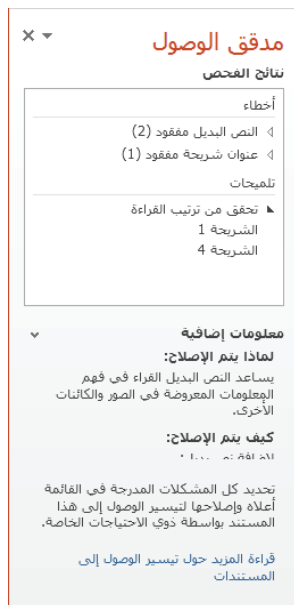 مدقق الوصول
نتائج الفحص
أخطاء
النص البديل مفقود (2)
عنوان شريحة مفقود (1)
تلميحات
تحقق من ترتيب القراءة
الشريحة 1
الشريحة 4
معلومات إضافية
لماذا يتم الإصلاح:
يساعد النص البديل القراء في فهم
المعلومات المعروضة في الصور والكائنات
الأخرى.
كيف يتم الإصلاح:
لإضافة نص بديل:
تحديد كل المشكلات المدرجة في القائمة
أعلاه وإصلاحها لتيسير الوصول إلى هذا
المستند بواسطة ذوي الاحتياجات الخاصة.
قراءة المزيد حول تيسير الوصول إلى
المستندات